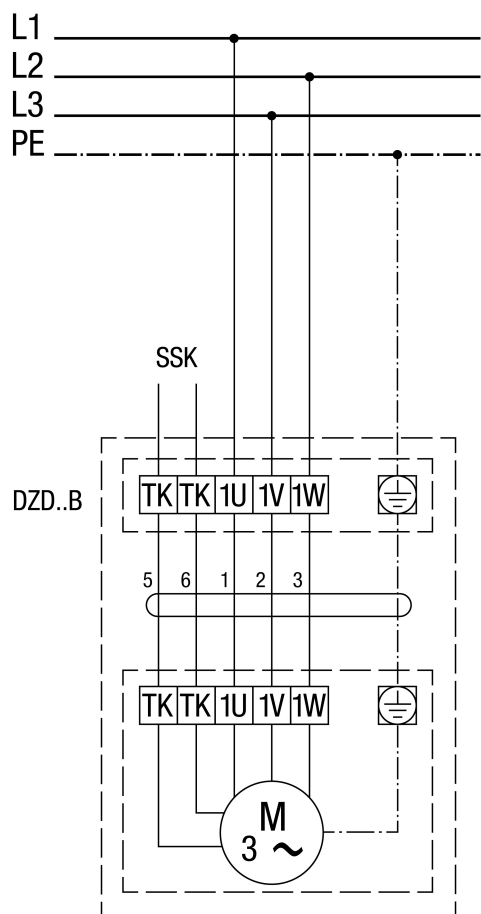 L1
L2
L3
PE
SSK
DZD..B
TK TK 1U 1V 1W
5 6 1 2 3
TK TK 1U 1V 1W
M
3 ~